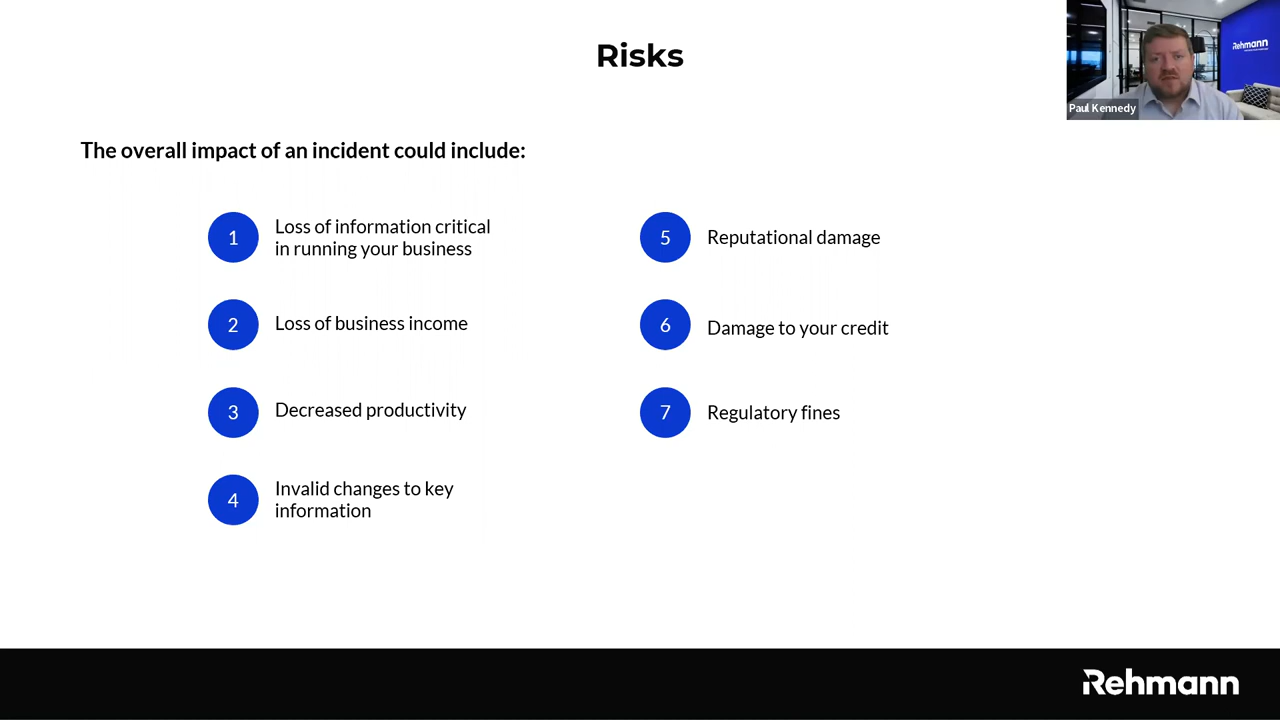 Risks
Rehmann
Paul Kennedy
The overall impact of an incident could include:
1
Loss of information critical
in running your business
2
Loss of business income
3
Decreased productivity
4
Invalid changes to key
information
5
Reputational damage
6
Damage to your credit
7
Regulatory fines
Rehmann